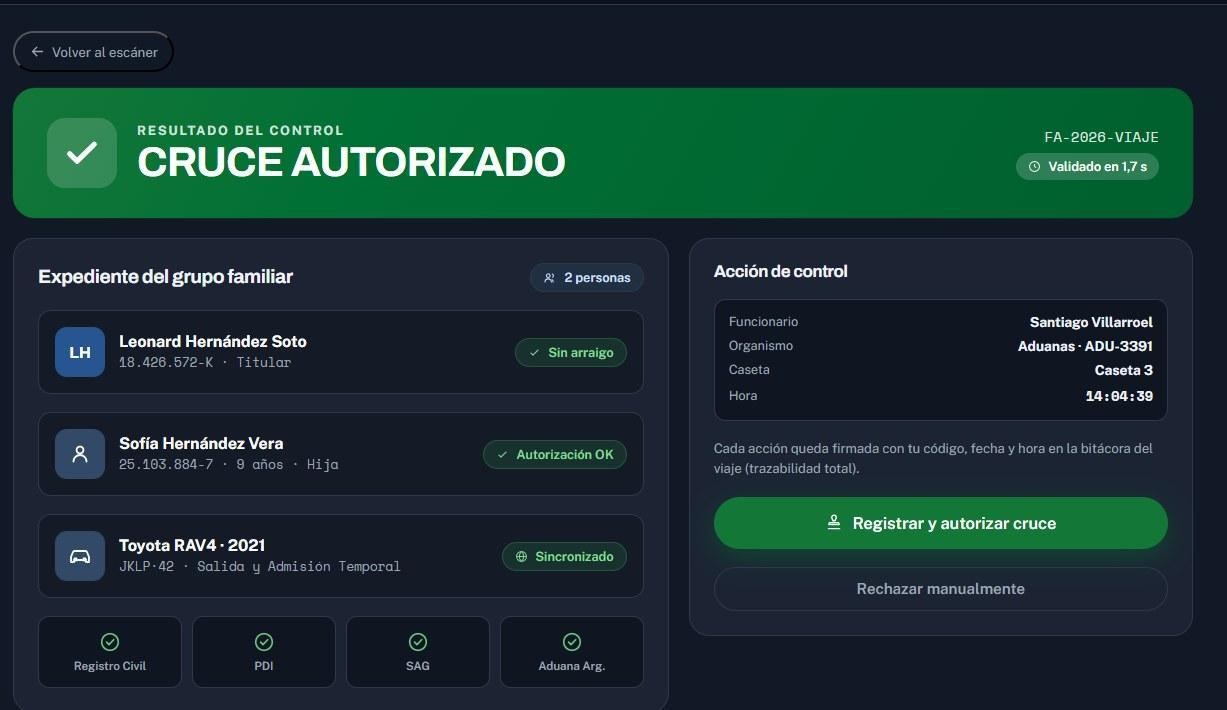 Volver al escáner
RESULTADO DEL CONTROL
CRUCE AUTORIZADO
FA-2026-VIAJE
Validado en 1,7 s
Expediente del grupo familiar
2 personas
LH
Leonard Hernández Soto
18.426.572-K · Titular
Sin arraigo
Sofía Hernández Vera
25.103.884-7 · 9 años · Hija
Autorización OK
Toyota RAV4 · 2021
JKLP·42 · Salida y Admisión Temporal
Sincronizado
Registro Civil
PDI
SAG
Aduana Arg.
Acción de control
Funcionario Santiago Villarroel
Organismo Aduanas · ADU-3391
Caseta Caseta 3
Hora 14:04:39
Cada acción queda firmada con tu código, fecha y hora en la bitácora del
viaje (trazabilidad total).
Registrar y autorizar cruce
Rechazar manualmente